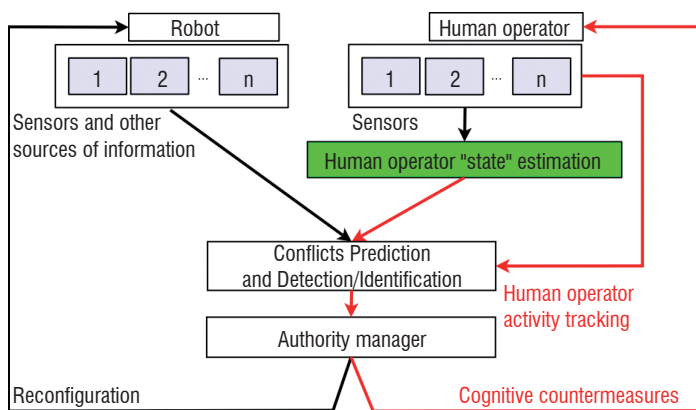 Robot
Human operator
1 2 ... n
1 2 ... n
Sensors and other
sources of information
Sensors
Human operator "state" estimation
Conflicts Prediction
and Detection/Identification
Human operator
activity tracking
Authority manager
Reconfiguration
Cognitive countermeasures